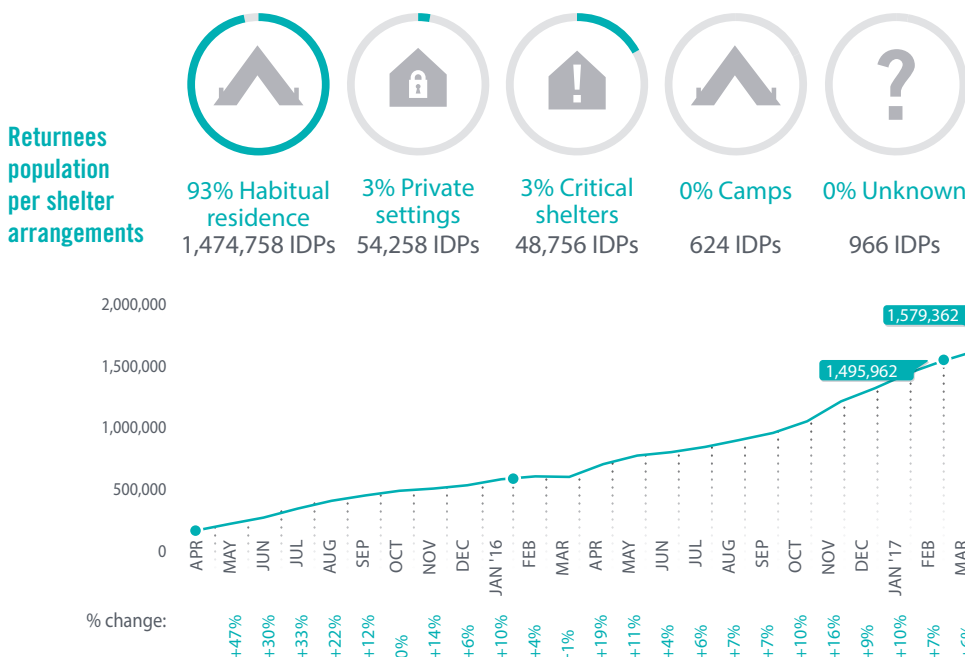 Returnees
population
per shelter
arrangements
93% Habitual
residence
1,474,758 IDPs
3% Private
settings
54,258 IDPs
3% Critical
shelters
48,756 IDPs
0% Camps
624 IDPs
0% Unknown
966 IDPs
!
?
2,000,000
1,500,000
1,000,000
500,000
0
1,579,362
1,495,962
APR
MAY
JUN
JUL
AUG
SEP
OCT
NOV
DEC
JAN '16
FEB
MAR
APR
MAY
JUN
JUL
AUG
SEP
OCT
NOV
DEC
JAN '17
FEB
MAR
% change:
+47%
+30%
+33%
+22%
+12%
0%
+14%
+6%
+10%
+4%
-1%
+19%
+11%
+4%
+6%
+7%
+7%
+10%
+16%
+9%
+10%
+7%